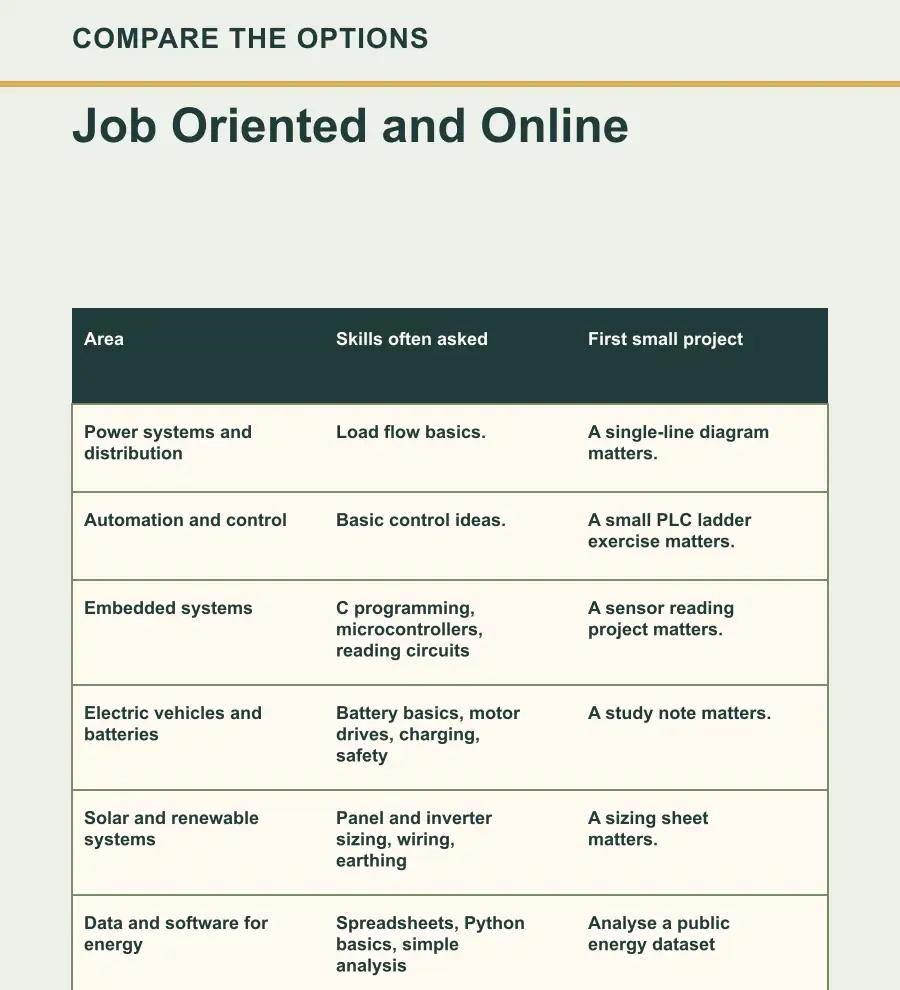 COMPARE THE OPTIONS
Job Oriented and Online
Area
Skills often asked
First small project
Power systems and
distribution
Load flow basics.
A single-line diagram
matters.
Automation and control
Basic control ideas.
A small PLC ladder
exercise matters.
Embedded systems
C programming,
microcontrollers,
reading circuits
A sensor reading
project matters.
Electric vehicles and
batteries
Battery basics, motor
drives, charging,
safety
A study note matters.
Solar and renewable
systems
Panel and inverter
sizing, wiring,
earthing
A sizing sheet
matters.
Data and software for
energy
Spreadsheets, Python
basics, simple
analysis
Analyse a public
energy dataset